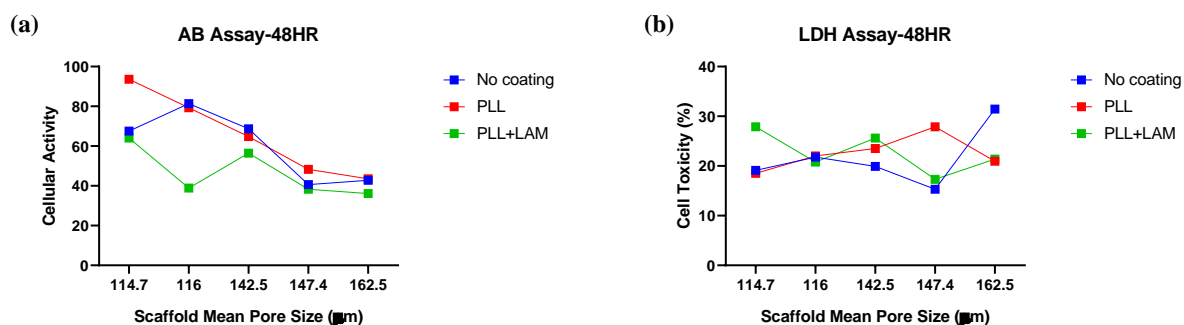 (a)
AB Assay-48HR
100
80
60
40
20
0
Cellular Activity
114.7 116 142.5 147.4 162.5
Scaffold Mean Pore Size (μm)
No coating
PLL
PLL+LAM
(b)
LDH Assay-48HR
40
30
20
10
0
Cell Toxicity (%)
114.7 116 142.5 147.4 162.5
Scaffold Mean Pore Size (μm)
No coating
PLL
PLL+LAM